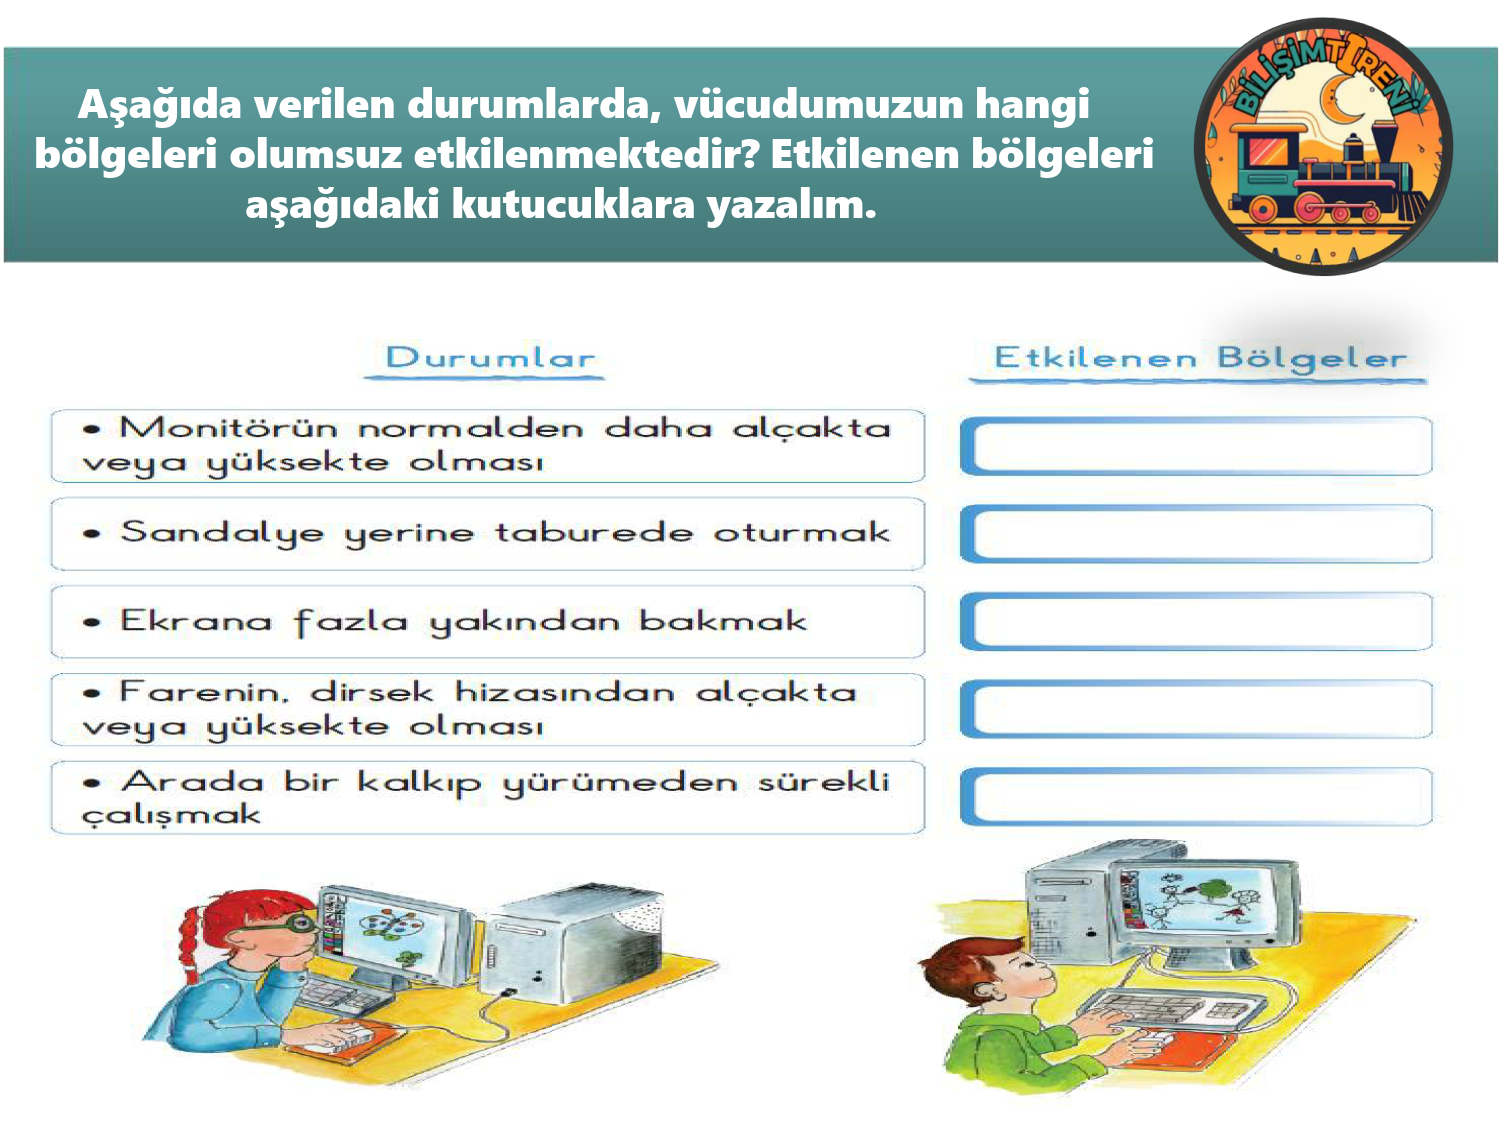 Aşağıda verilen durumlarda, vücudumuzun hangi
bölgeleri olumsuz etkilenmektedir? Etkilenen bölgeleri
aşağıdaki kutucuklara yazalım.
BİLİŞİMTİRENİ
Durumlar
Etkilenen Bölgeler
• Monitörün normalden daha alçakta
veya yüksekte olması
• Sandalye yerine taburede oturmak
• Ekrana fazla yakından bakmak
• Farenin, dirsek hizasından alçakta
veya yüksekte olması
• Arada bir kalkıp yürümeden sürekli
çalışmak